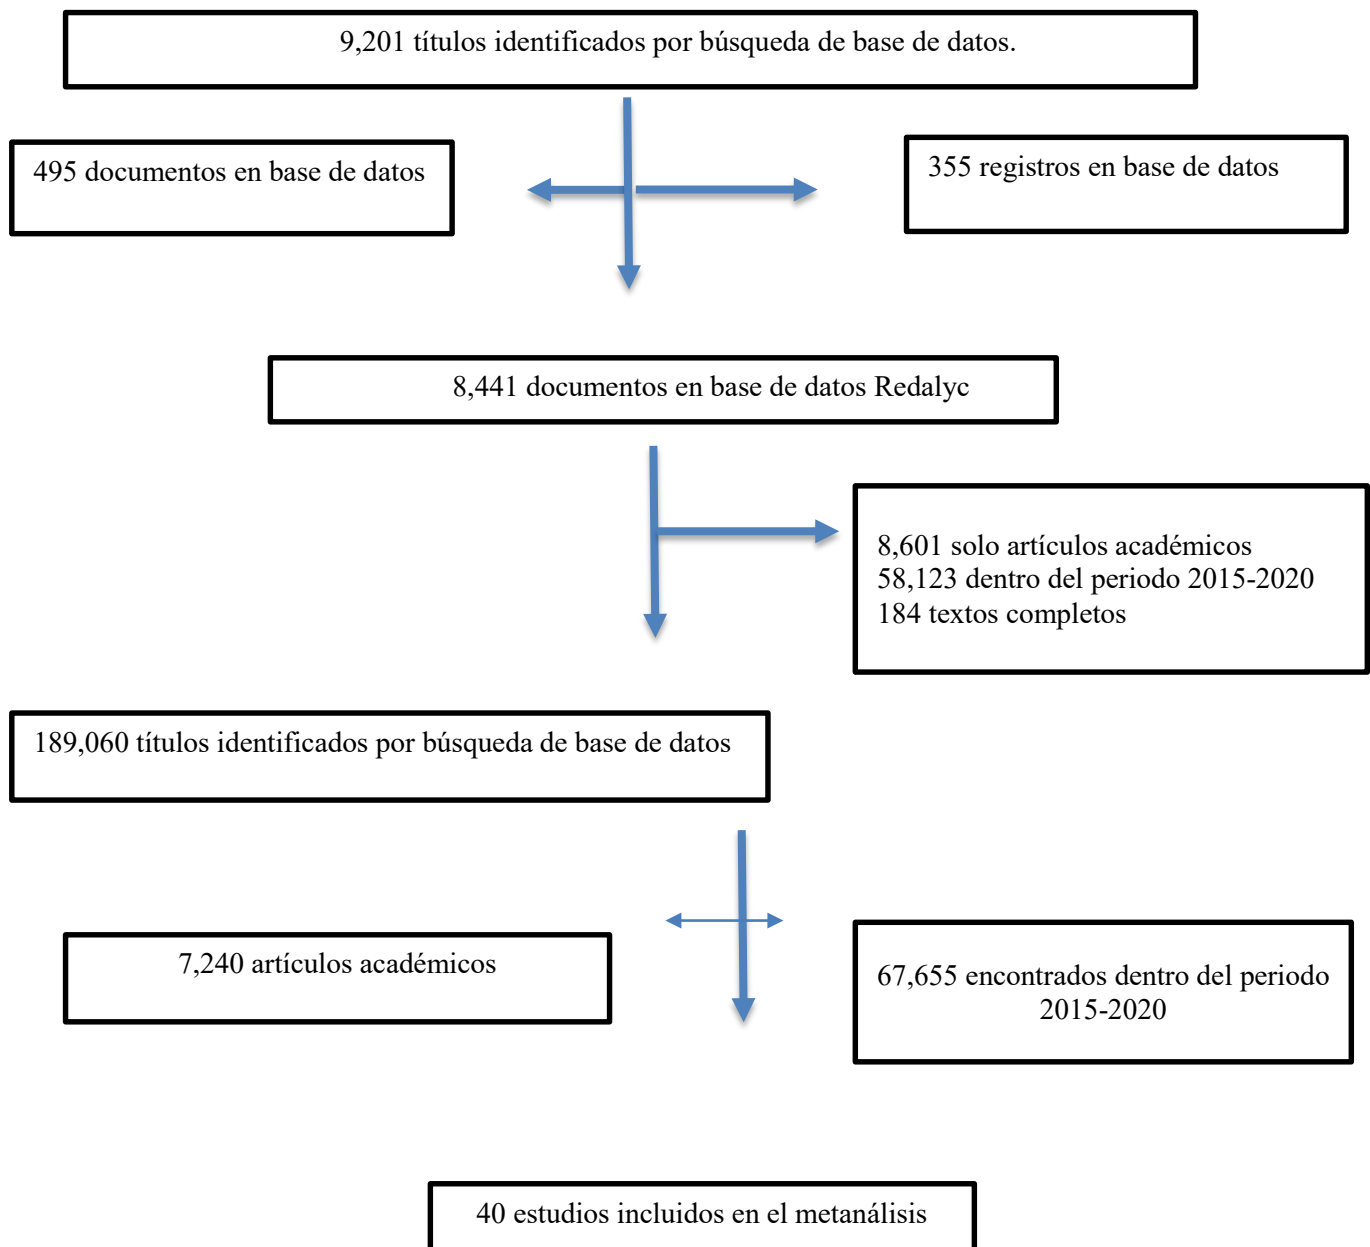 9,201 títulos identificados por búsqueda de base de datos.
495 documentos en base de datos
355 registros en base de datos
8,441 documentos en base de datos Redalyc
8,601 solo artículos académicos
58,123 dentro del periodo 2015-2020
184 textos completos
189,060 títulos identificados por búsqueda de base de datos
7,240 artículos académicos
67,655 encontrados dentro del periodo
2015-2020
40 estudios incluidos en el metanálisis